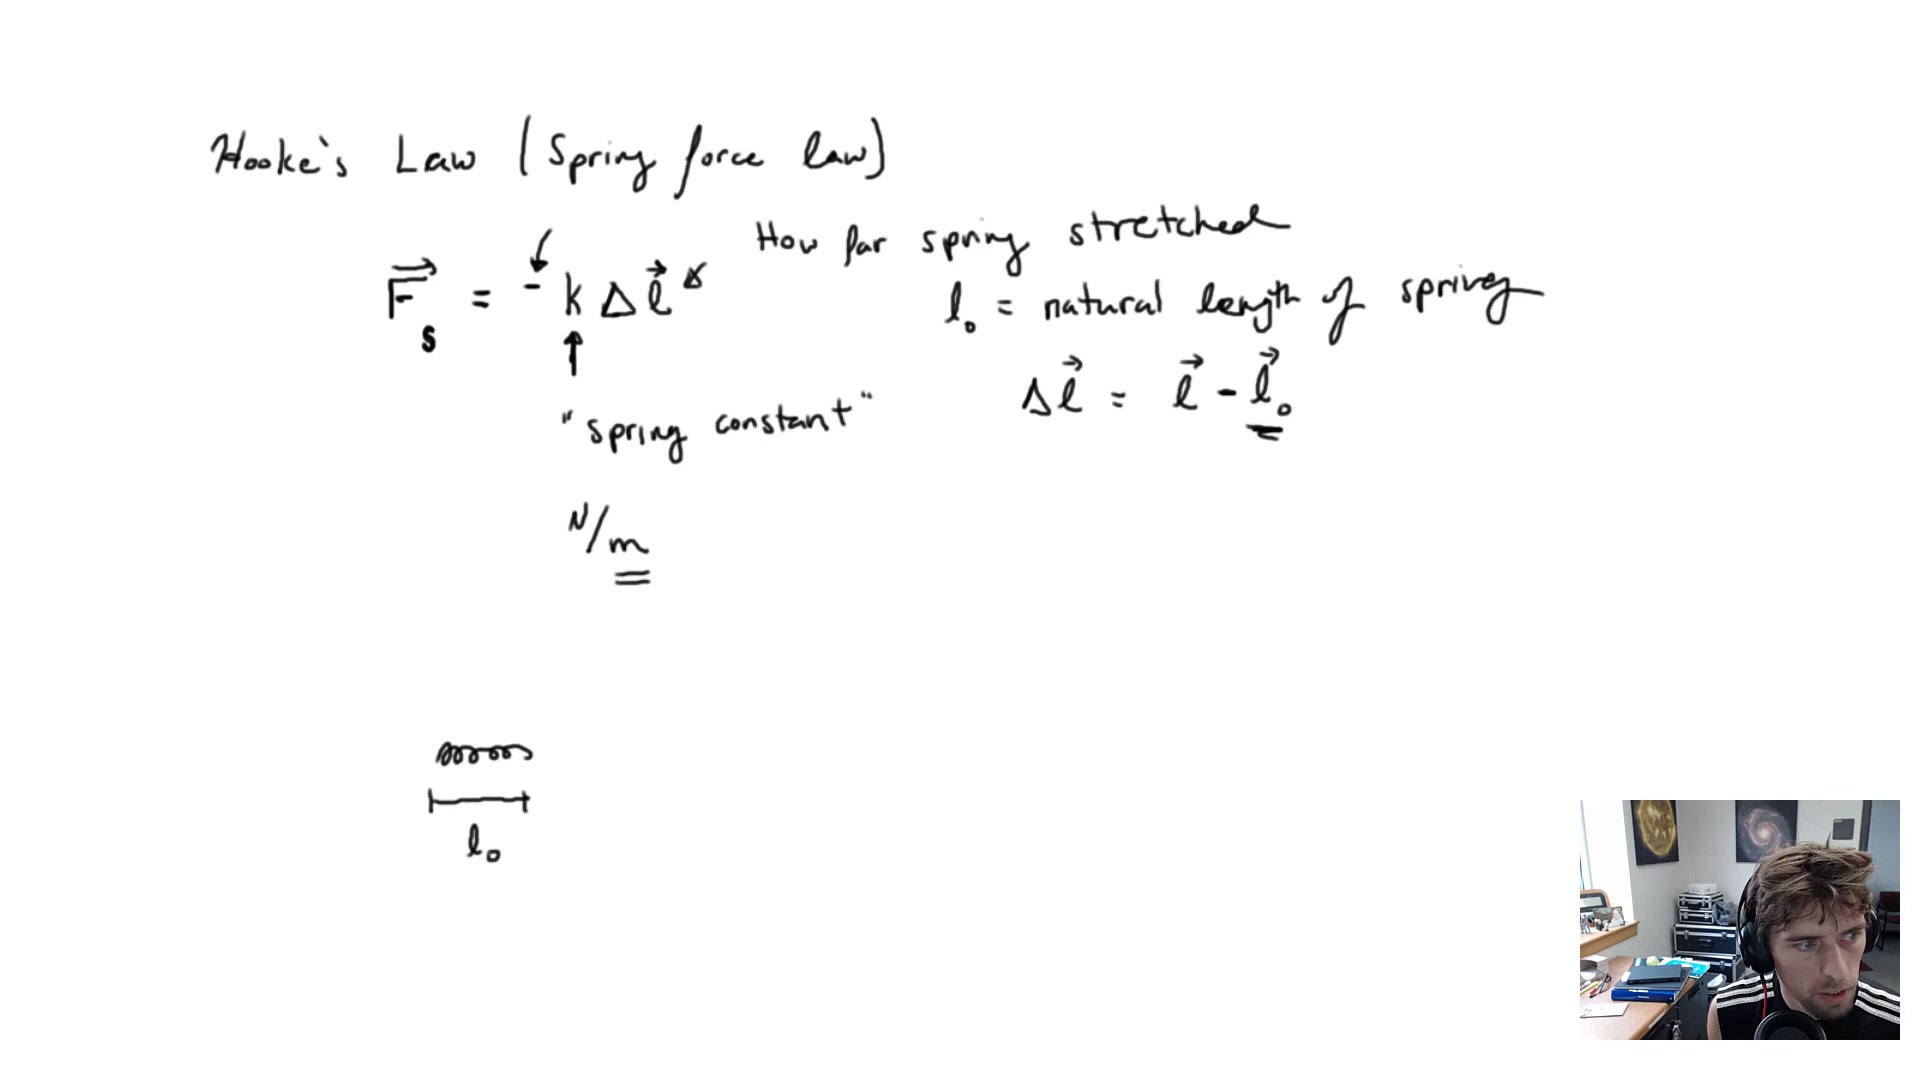 Hooke's Law (Spring force law)
How far spring stretched
F⃗s = - k Δl⃗
l₀ = natural length of spring
Δl⃗ = l⃗ - l⃗₀
"spring constant"
N/m
l₀